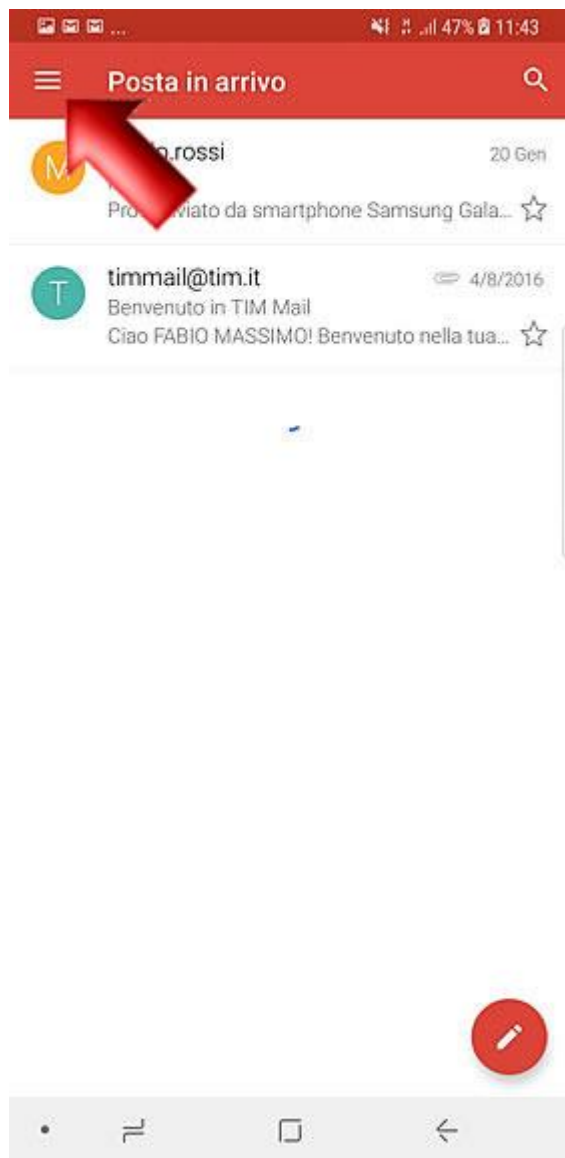 ... 47% 11:43
Posta in arrivo
M .rossi 20 Gen
da smartphone Samsung Gala...
T timmail@tim.it 4/8/2016
Benvenuto in TIM Mail
Ciao FABIO MASSIMO! Benvenuto nella tua...